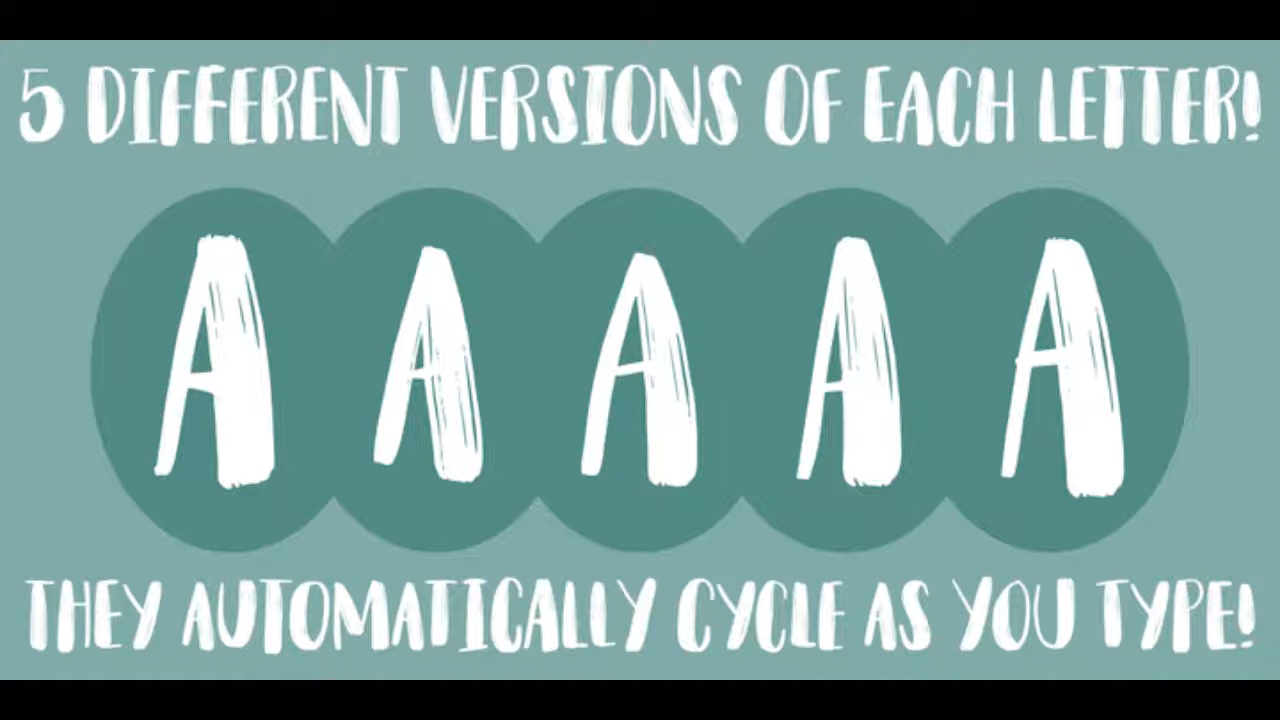 5 DIFFERENT VERSIONS OF EACH LETTER!
A A A A A
THEY AUTOMATICALLY CYCLE AS YOU TYPE!